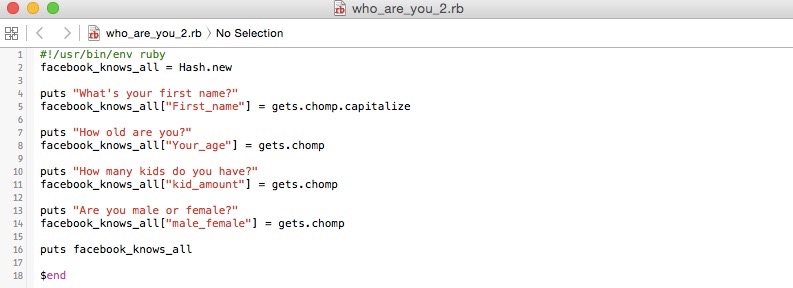 who_are_you_2.rb
who_are_you_2.rb 〉 No Selection
1 #!/usr/bin/env ruby
2 facebook_knows_all = Hash.new
3
4 puts "What's your first name?"
5 facebook_knows_all["First_name"] = gets.chomp.capitalize
6
7 puts "How old are you?"
8 facebook_knows_all["Your_age"] = gets.chomp
9
10 puts "How many kids do you have?"
11 facebook_knows_all["kid_amount"] = gets.chomp
12
13 puts "Are you male or female?"
14 facebook_knows_all["male_female"] = gets.chomp
15
16 puts facebook_knows_all
17
18 $end